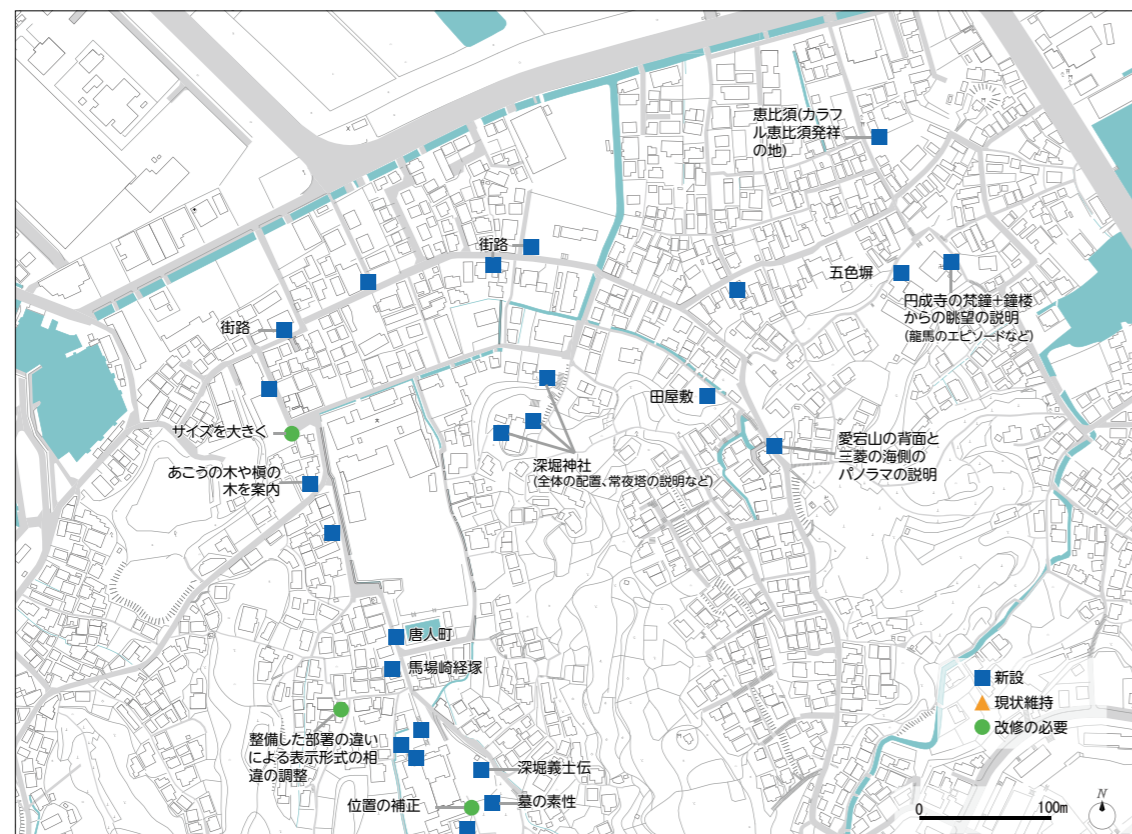 恵比須(カラフ
ル恵比須発祥
の地)
街路
五色塀
円成寺の梵鐘+鐘楼
からの眺望の説明
(龍馬のエピソードなど)
街路
田屋敷
サイズを大きく
愛宕山の背面と
三菱の海側の
パノラマの説明
あこうの木や槇の
木を案内
深堀神社
(全体の配置、常夜塔の説明など)
唐人町
馬場崎経塚
新設
現状維持
改修の必要
整備した部署の違い
による表示形式の相
違の調整
深堀義士伝
位置の補正
墓の素性
0 100m
N